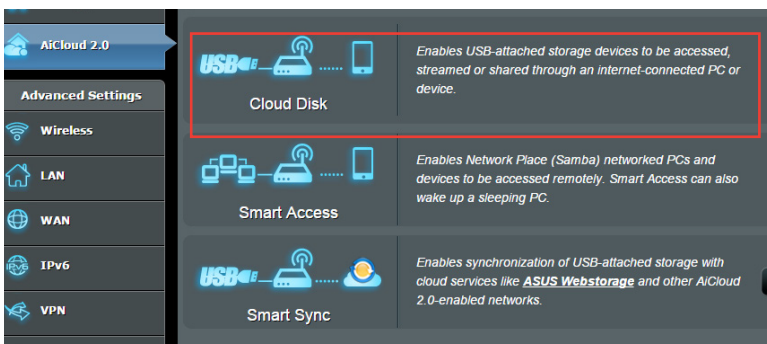 AiCloud 2.0
Advanced Settings
Wireless
LAN
WAN
IPv6
IPv6
VPN
USB
Cloud Disk
Enables USB-attached storage devices to be accessed,
streamed or shared through an internet-connected PC or
device.
Smart Access
Enables Network Place (Samba) networked PCs and
devices to be accessed remotely. Smart Access can also
wake up a sleeping PC.
USB
Smart Sync
Enables synchronization of USB-attached storage with
cloud services like ASUS Webstorage and other AiCloud
2.0-enabled networks.